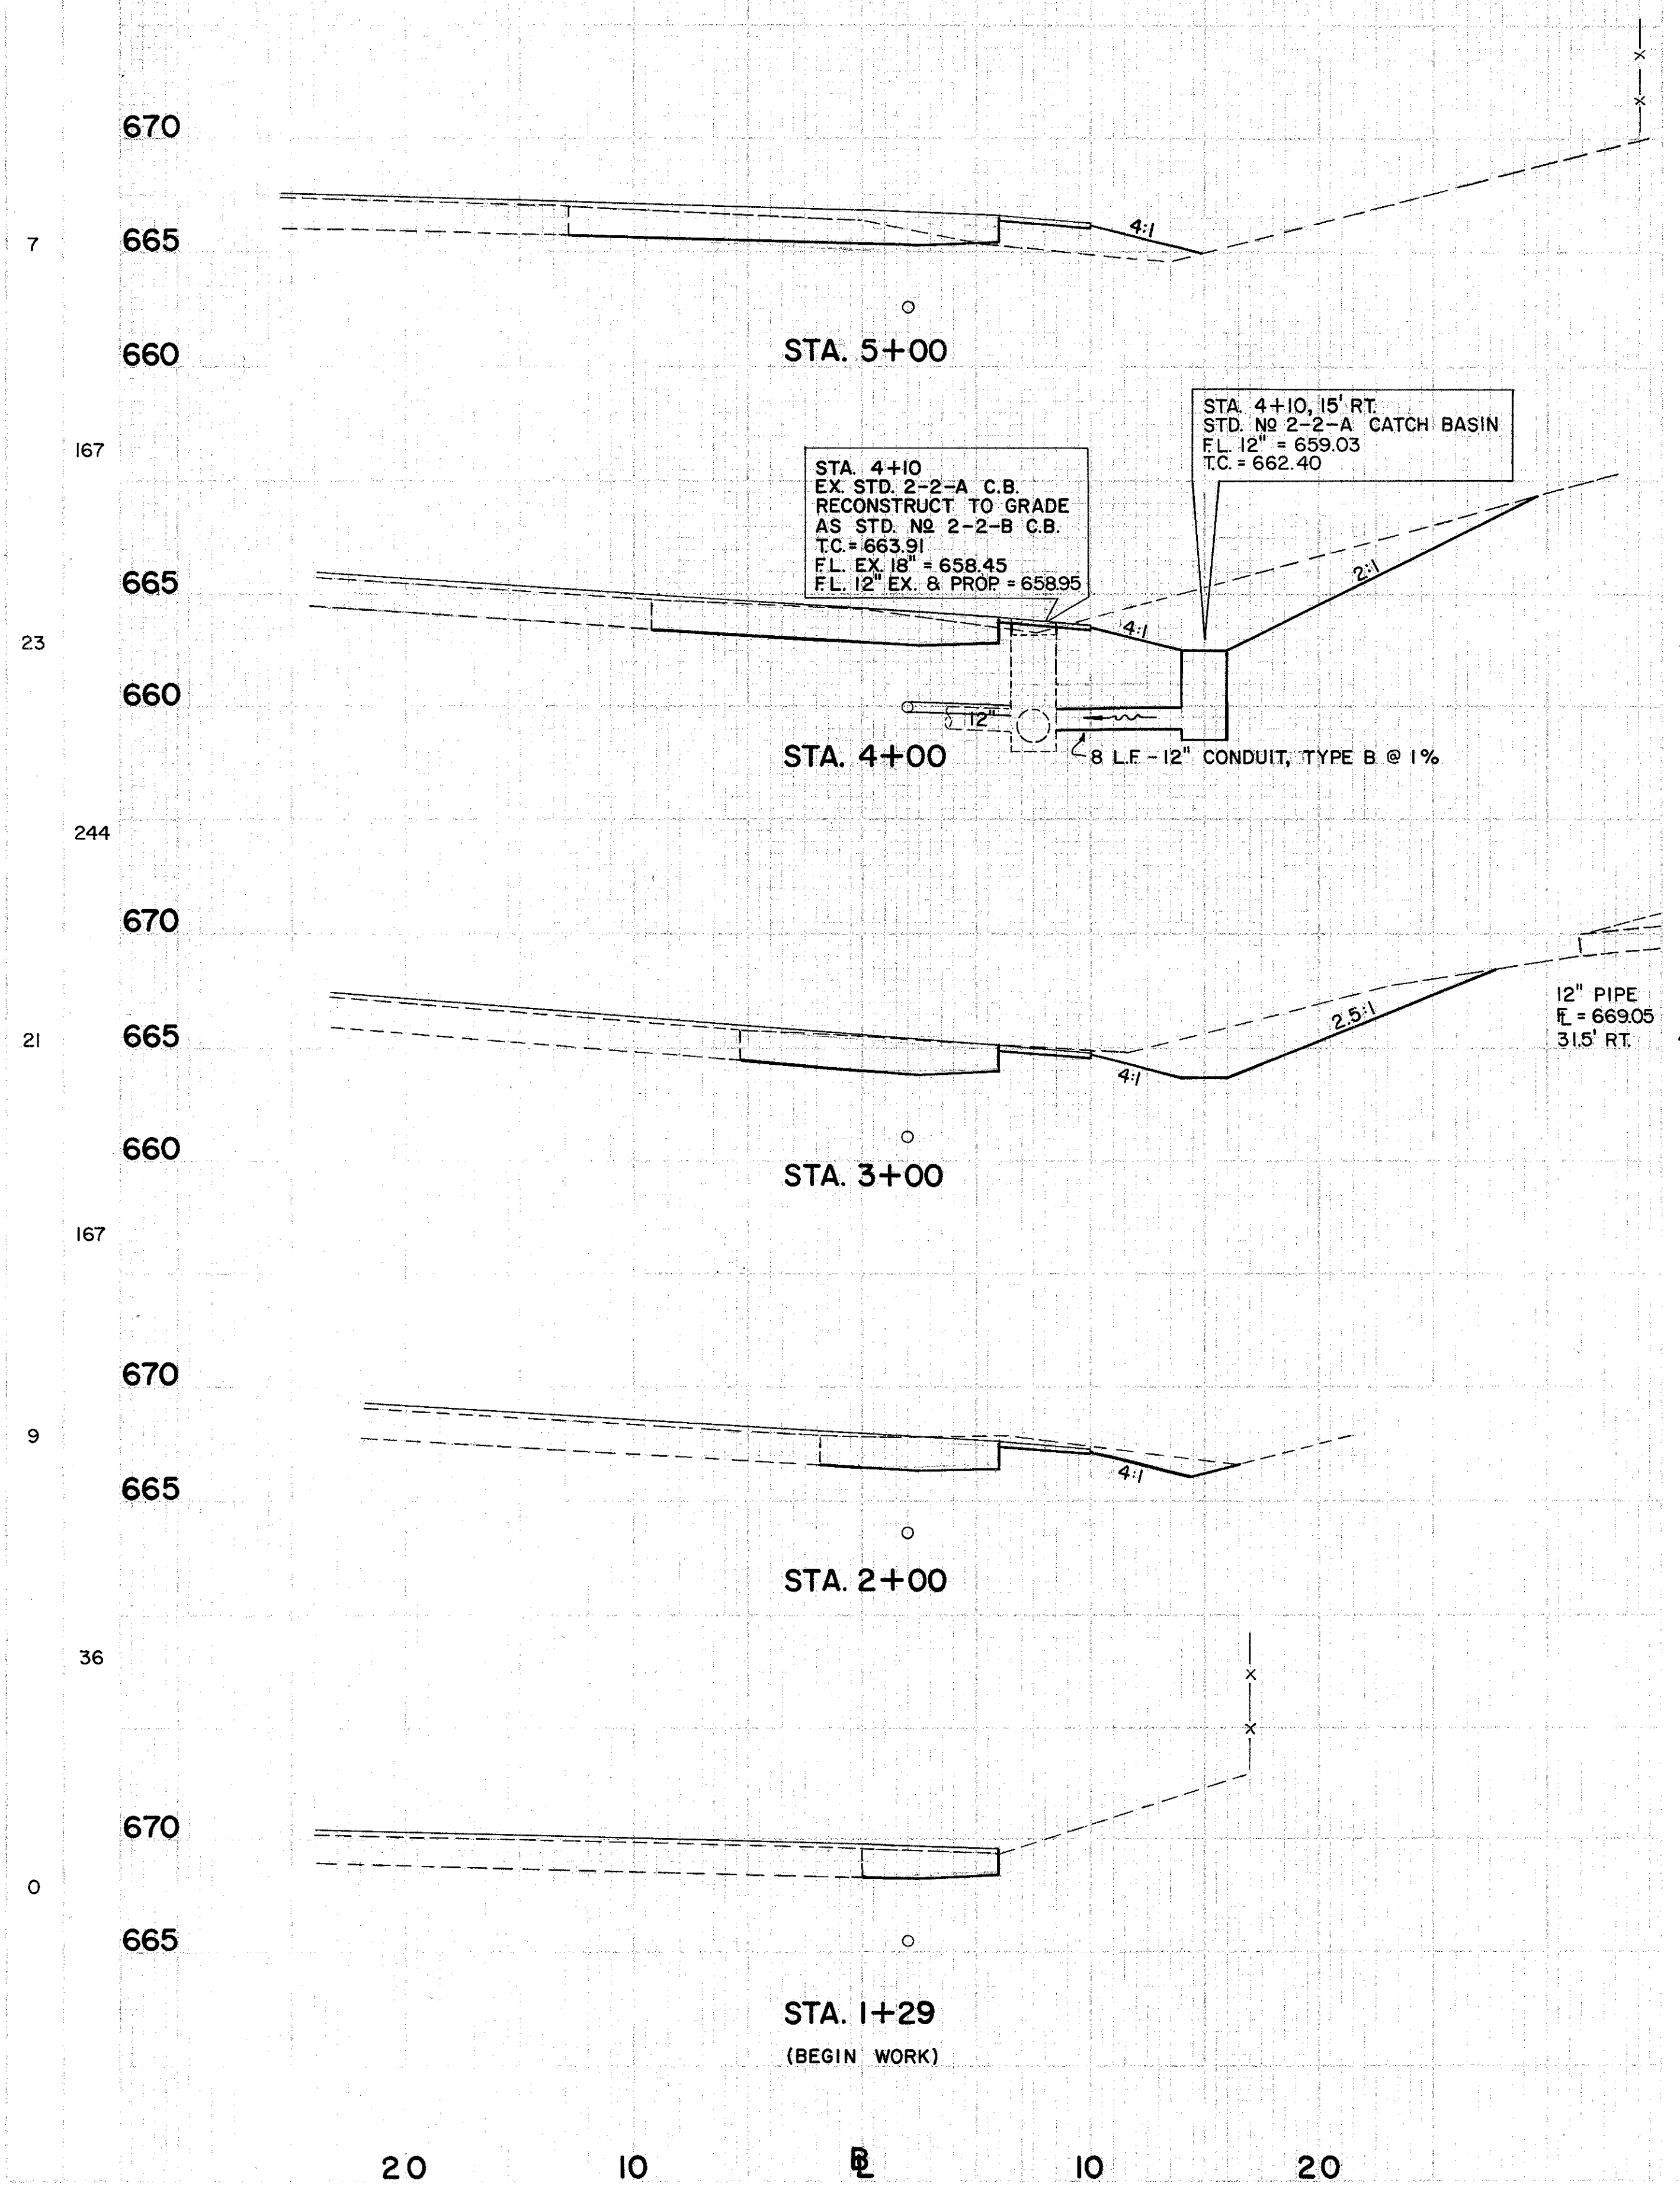 670
7
665
4:1
660
STA. 5+00
167
STA. 4+10, 15' RT.
STD. Nº 2-2-A CATCH BASIN
F.L. 12" = 659.03
T.C. = 662.40
STA. 4+10
EX. STD. 2-2-A C.B.
RECONSTRUCT TO GRADE
AS STD. Nº 2-2-B C.B.
T.C. = 663.91
F.L. EX. 18" = 658.45
F.L. 12" EX. & PROP. = 658.95
665
2:1
23
4:1
660
12"
STA. 4+00
8 L.F. - 12" CONDUIT, TYPE B @ 1%
244
670
12" PIPE
FL = 669.05
31.5' RT.
21
665
2.5:1
4:1
660
STA. 3+00
167
670
9
665
4:1
STA. 2+00
36
670
0
665
STA. 1+29
(BEGIN WORK)
20 10 BL 10 20